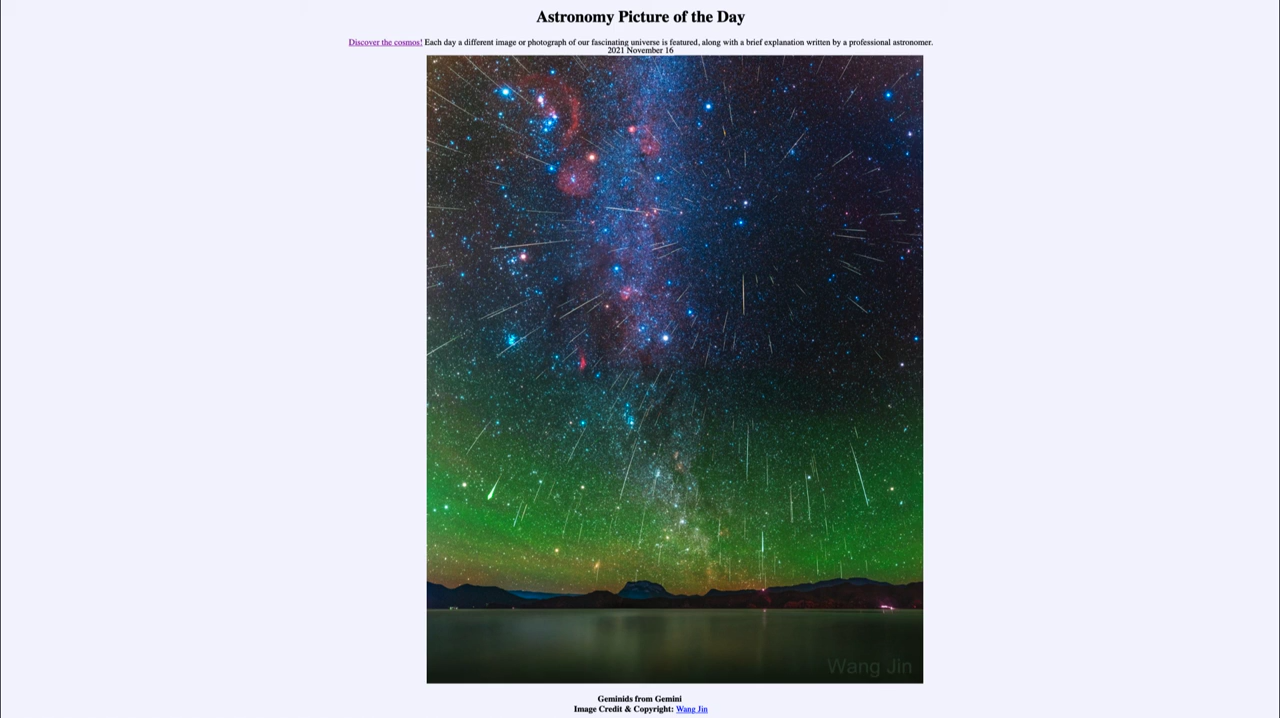 Astronomy Picture of the Day
Discover the cosmos! Each day a different image or photograph of our fascinating universe is featured, along with a brief explanation written by a professional astronomer.
2021 November 16
Wang Jin
Geminids from Gemini
Image Credit & Copyright: Wang Jin